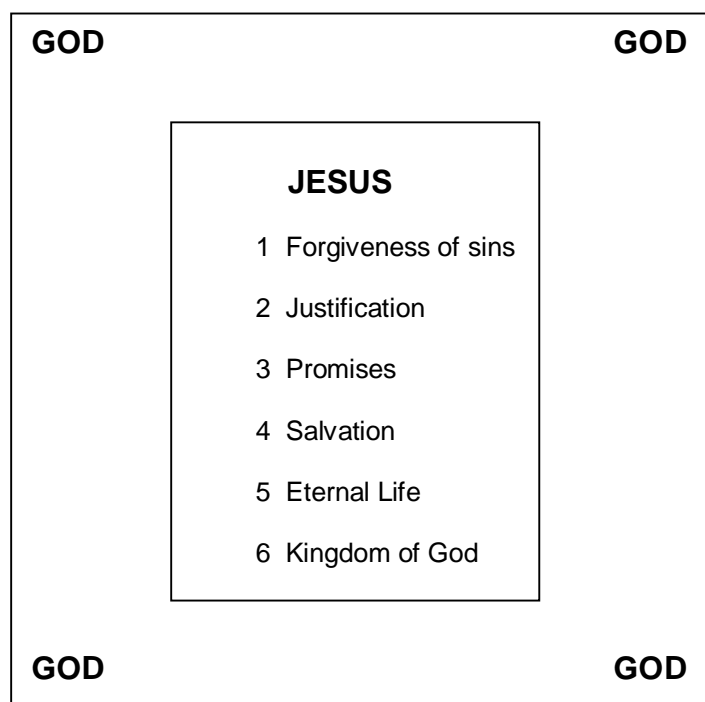 GOD GOD
JESUS
1 Forgiveness of sins
2 Justification
3 Promises
4 Salvation
5 Eternal Life
6 Kingdom of God
GOD GOD